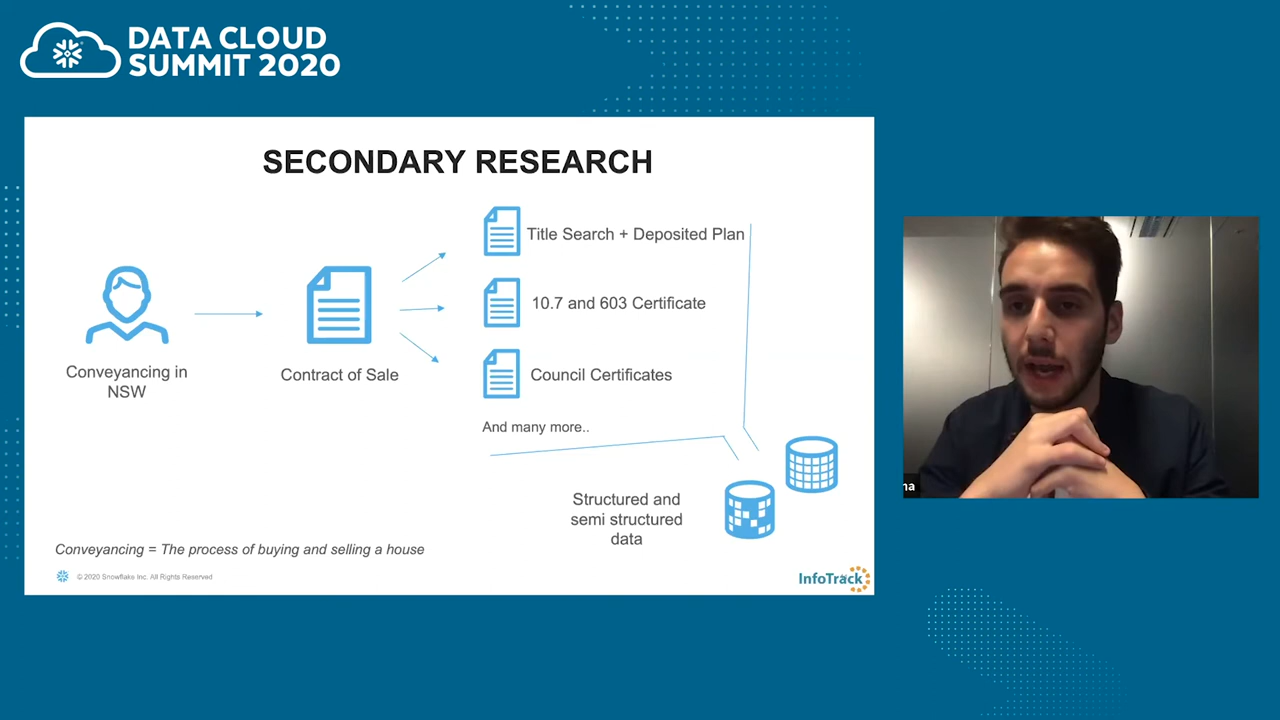 DATA CLOUD
SUMMIT 2020
SECONDARY RESEARCH
Title Search + Deposited Plan
10.7 and 603 Certificate
Conveyancing in
NSW
Contract of Sale
Council Certificates
And many more..
Structured and
semi structured
data
Conveyancing = The process of buying and selling a house
© 2020 Snowflake Inc. All Rights Reserved
InfoTrack
na